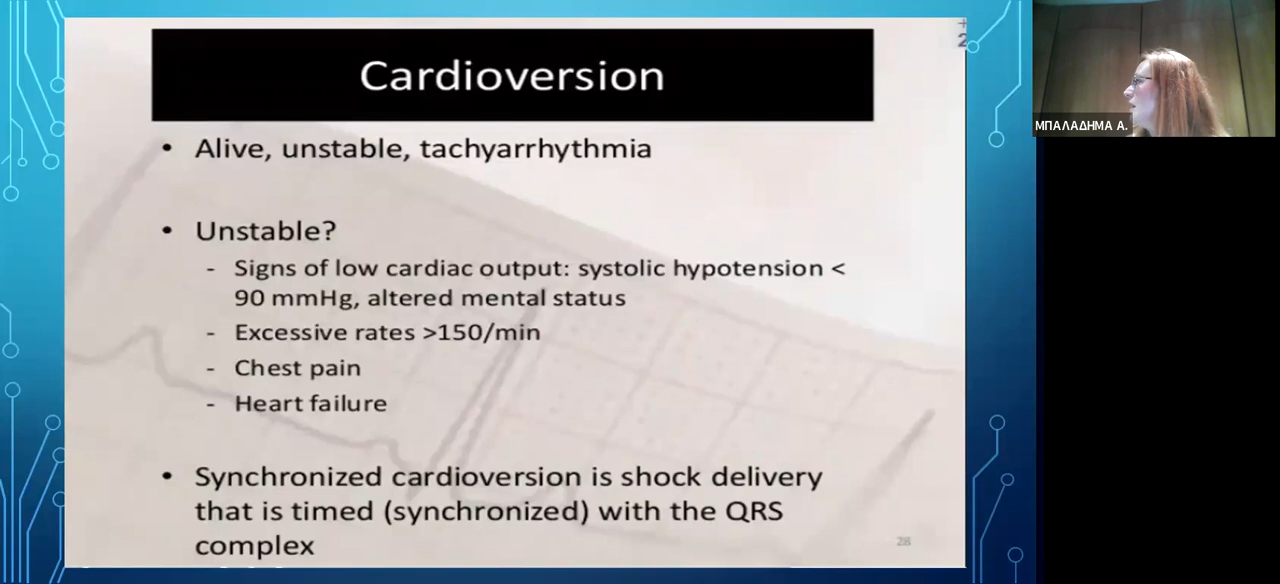 Cardioversion
• Alive, unstable, tachyarrhythmia
• Unstable?
- Signs of low cardiac output: systolic hypotension <
90 mmHg, altered mental status
- Excessive rates >150/min
- Chest pain
- Heart failure
• Synchronized cardioversion is shock delivery
that is timed (synchronized) with the QRS
complex
28
+
2
ΜΠΑΛΑΔΗΜΑ Α.